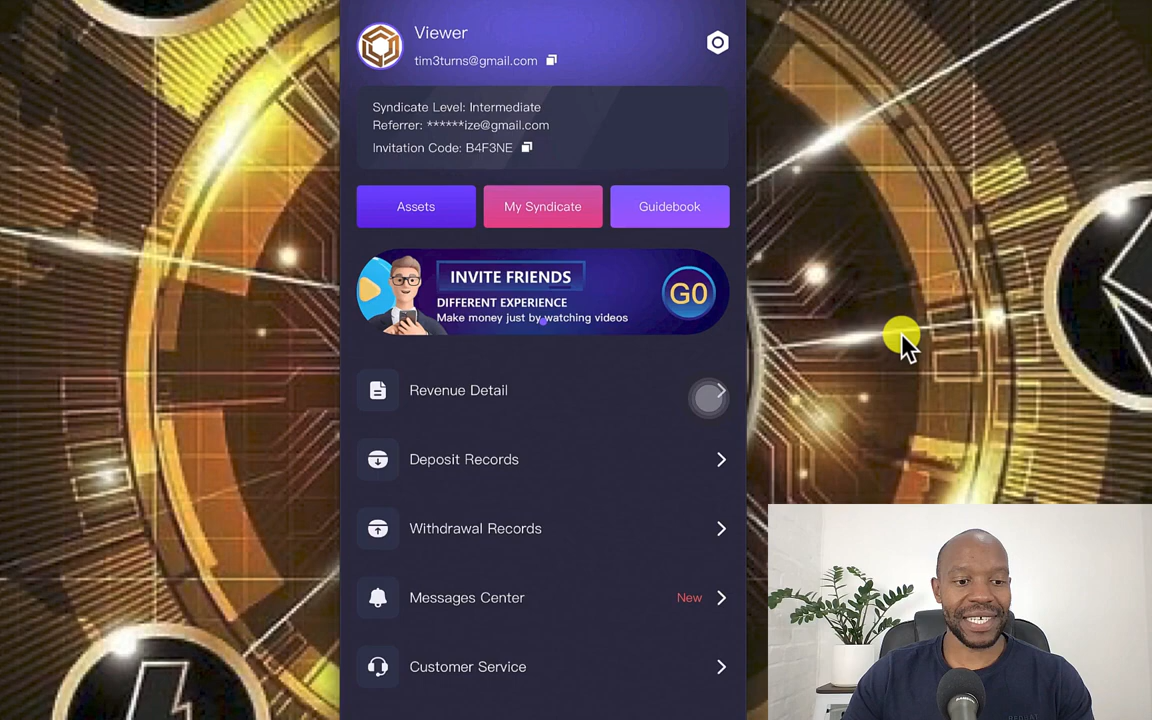 Viewer
tim3turns@gmail.com
Syndicate Level: Intermediate
Referrer: ******ize@gmail.com
Invitation Code: B4F3NE
Assets
My Syndicate
Guidebook
INVITE FRIENDS
DIFFERENT EXPERIENCE
Make money just by watching videos
GO
Revenue Detail
Deposit Records
Withdrawal Records
Messages Center
New
Customer Service